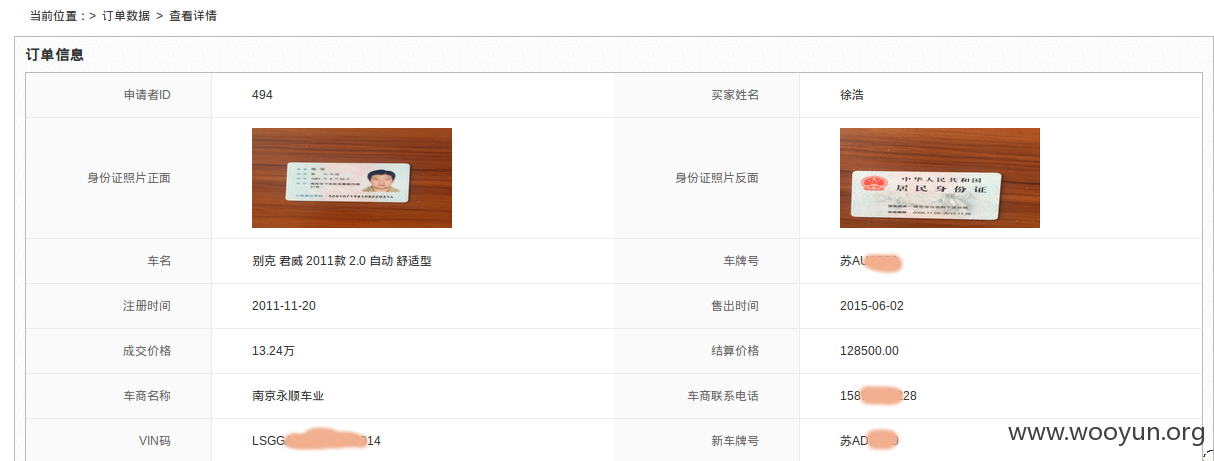 当前位置：> 订单数据 > 查看详情
订单信息
申请者ID 494 买家姓名 徐浩
身份证照片正面 身份证照片反面
中华人民共和国
居民身份证
车名 别克 君威 2011款 2.0 自动 舒适型 车牌号 苏AU
注册时间 2011-11-20 售出时间 2015-06-02
成交价格 13.24万 结算价格 128500.00
车商名称 南京永顺车业 车商联系电话 158 28
VIN码 LSGG 014 新车牌号 苏AD
www.wooyun.org